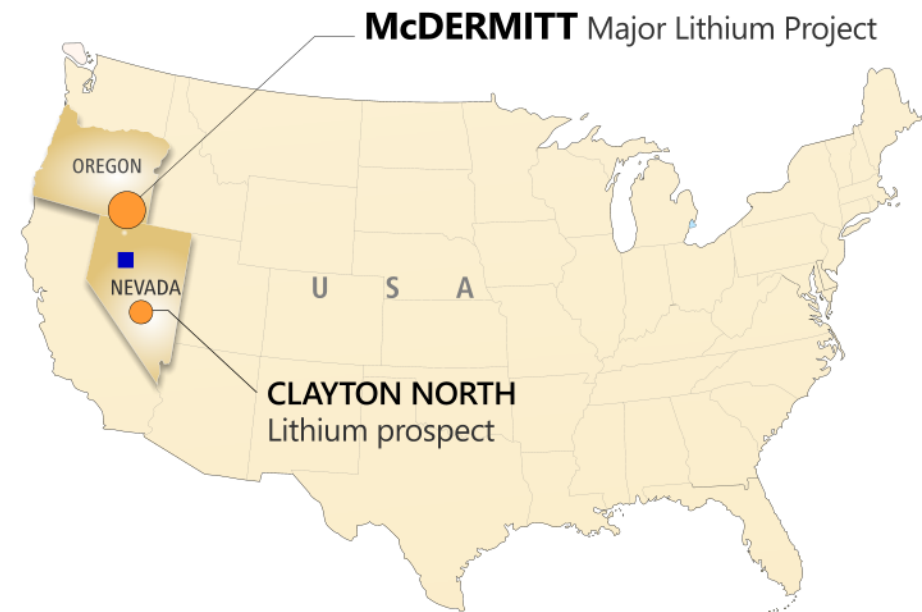 McDERMITT Major Lithium Project
OREGON
NEVADA
U S A
CLAYTON NORTH
Lithium prospect